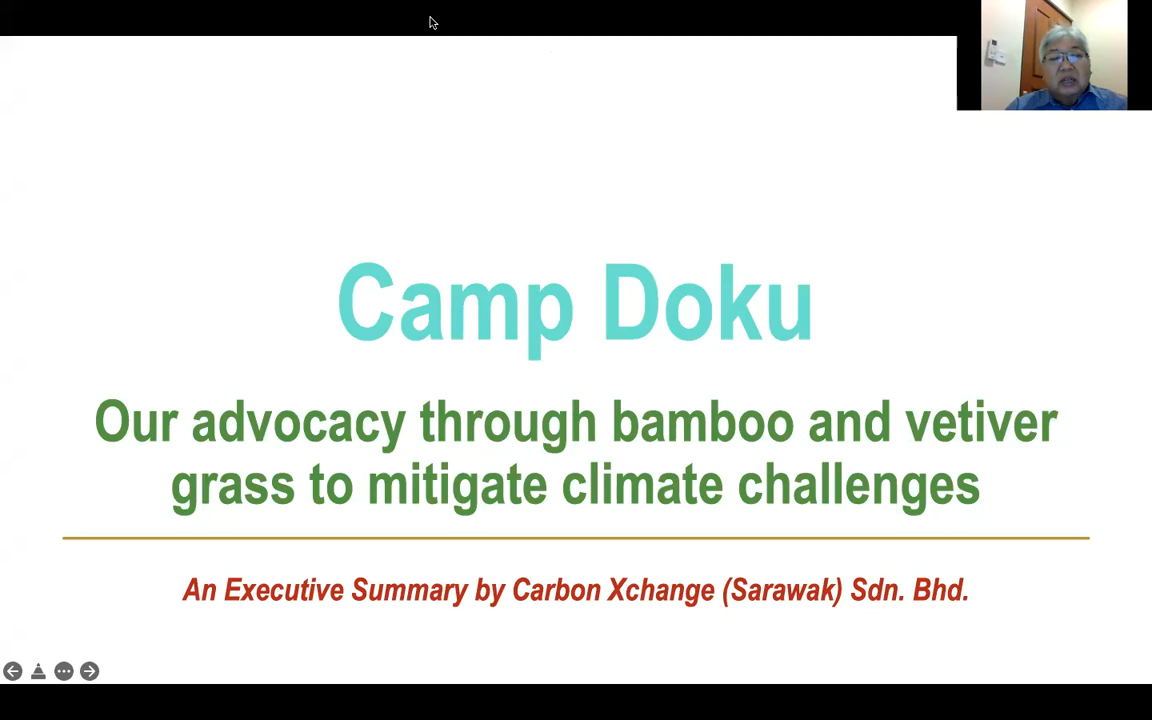 Camp Doku
Our advocacy through bamboo and vetiver
grass to mitigate climate challenges
An Executive Summary by Carbon Xchange (Sarawak) Sdn. Bhd.